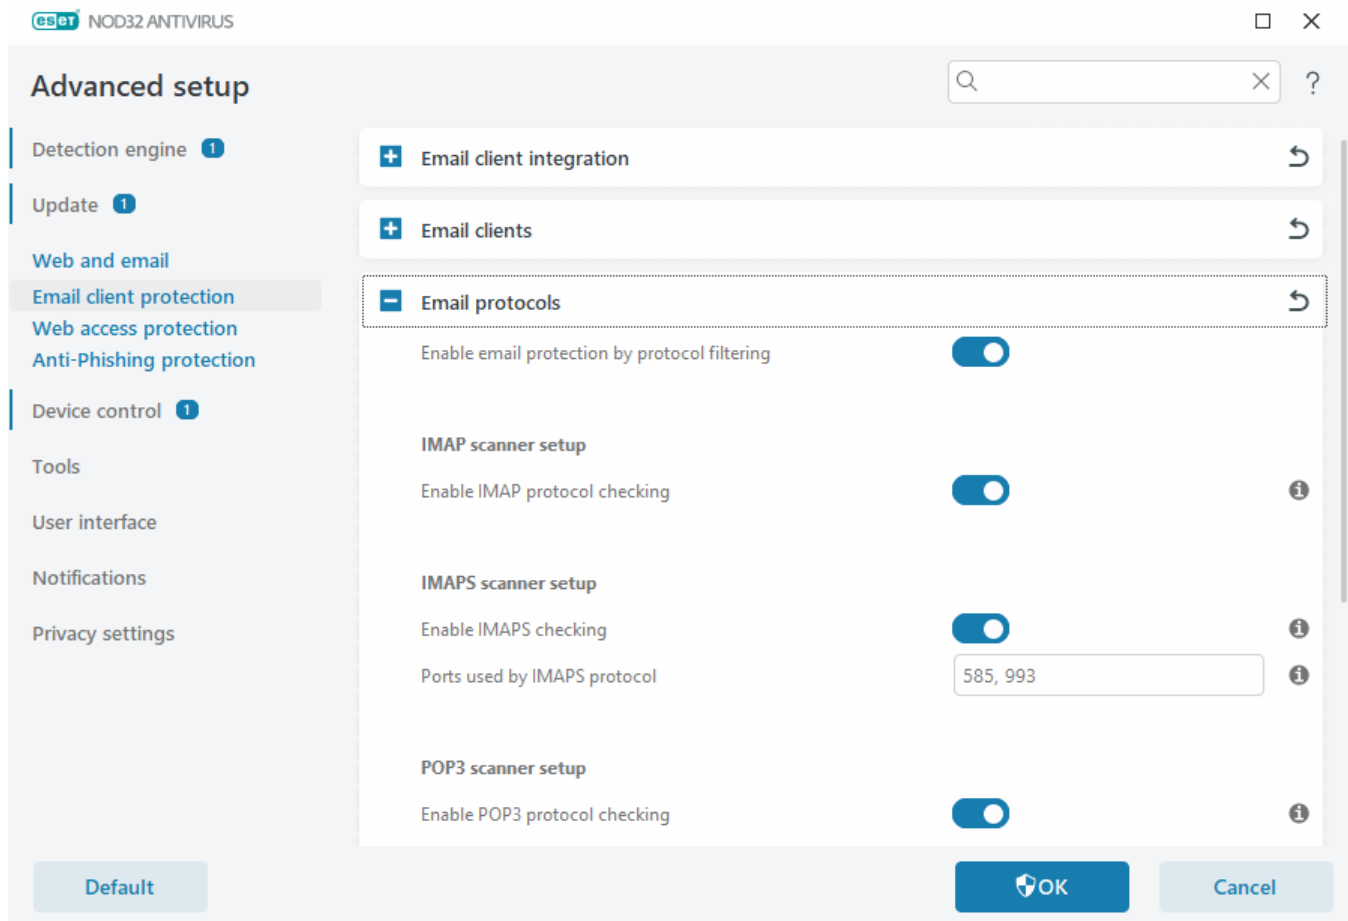 eset NOD32 ANTIVIRUS
Advanced setup
?
Detection engine 1
Update 1
Web and email
Email client protection
Web access protection
Anti-Phishing protection
Device control 1
Tools
User interface
Notifications
Privacy settings
Email client integration
Email clients
Email protocols
Enable email protection by protocol filtering
IMAP scanner setup
Enable IMAP protocol checking
IMAPS scanner setup
Enable IMAPS checking
Ports used by IMAPS protocol 585, 993
POP3 scanner setup
Enable POP3 protocol checking
Default
OK
Cancel